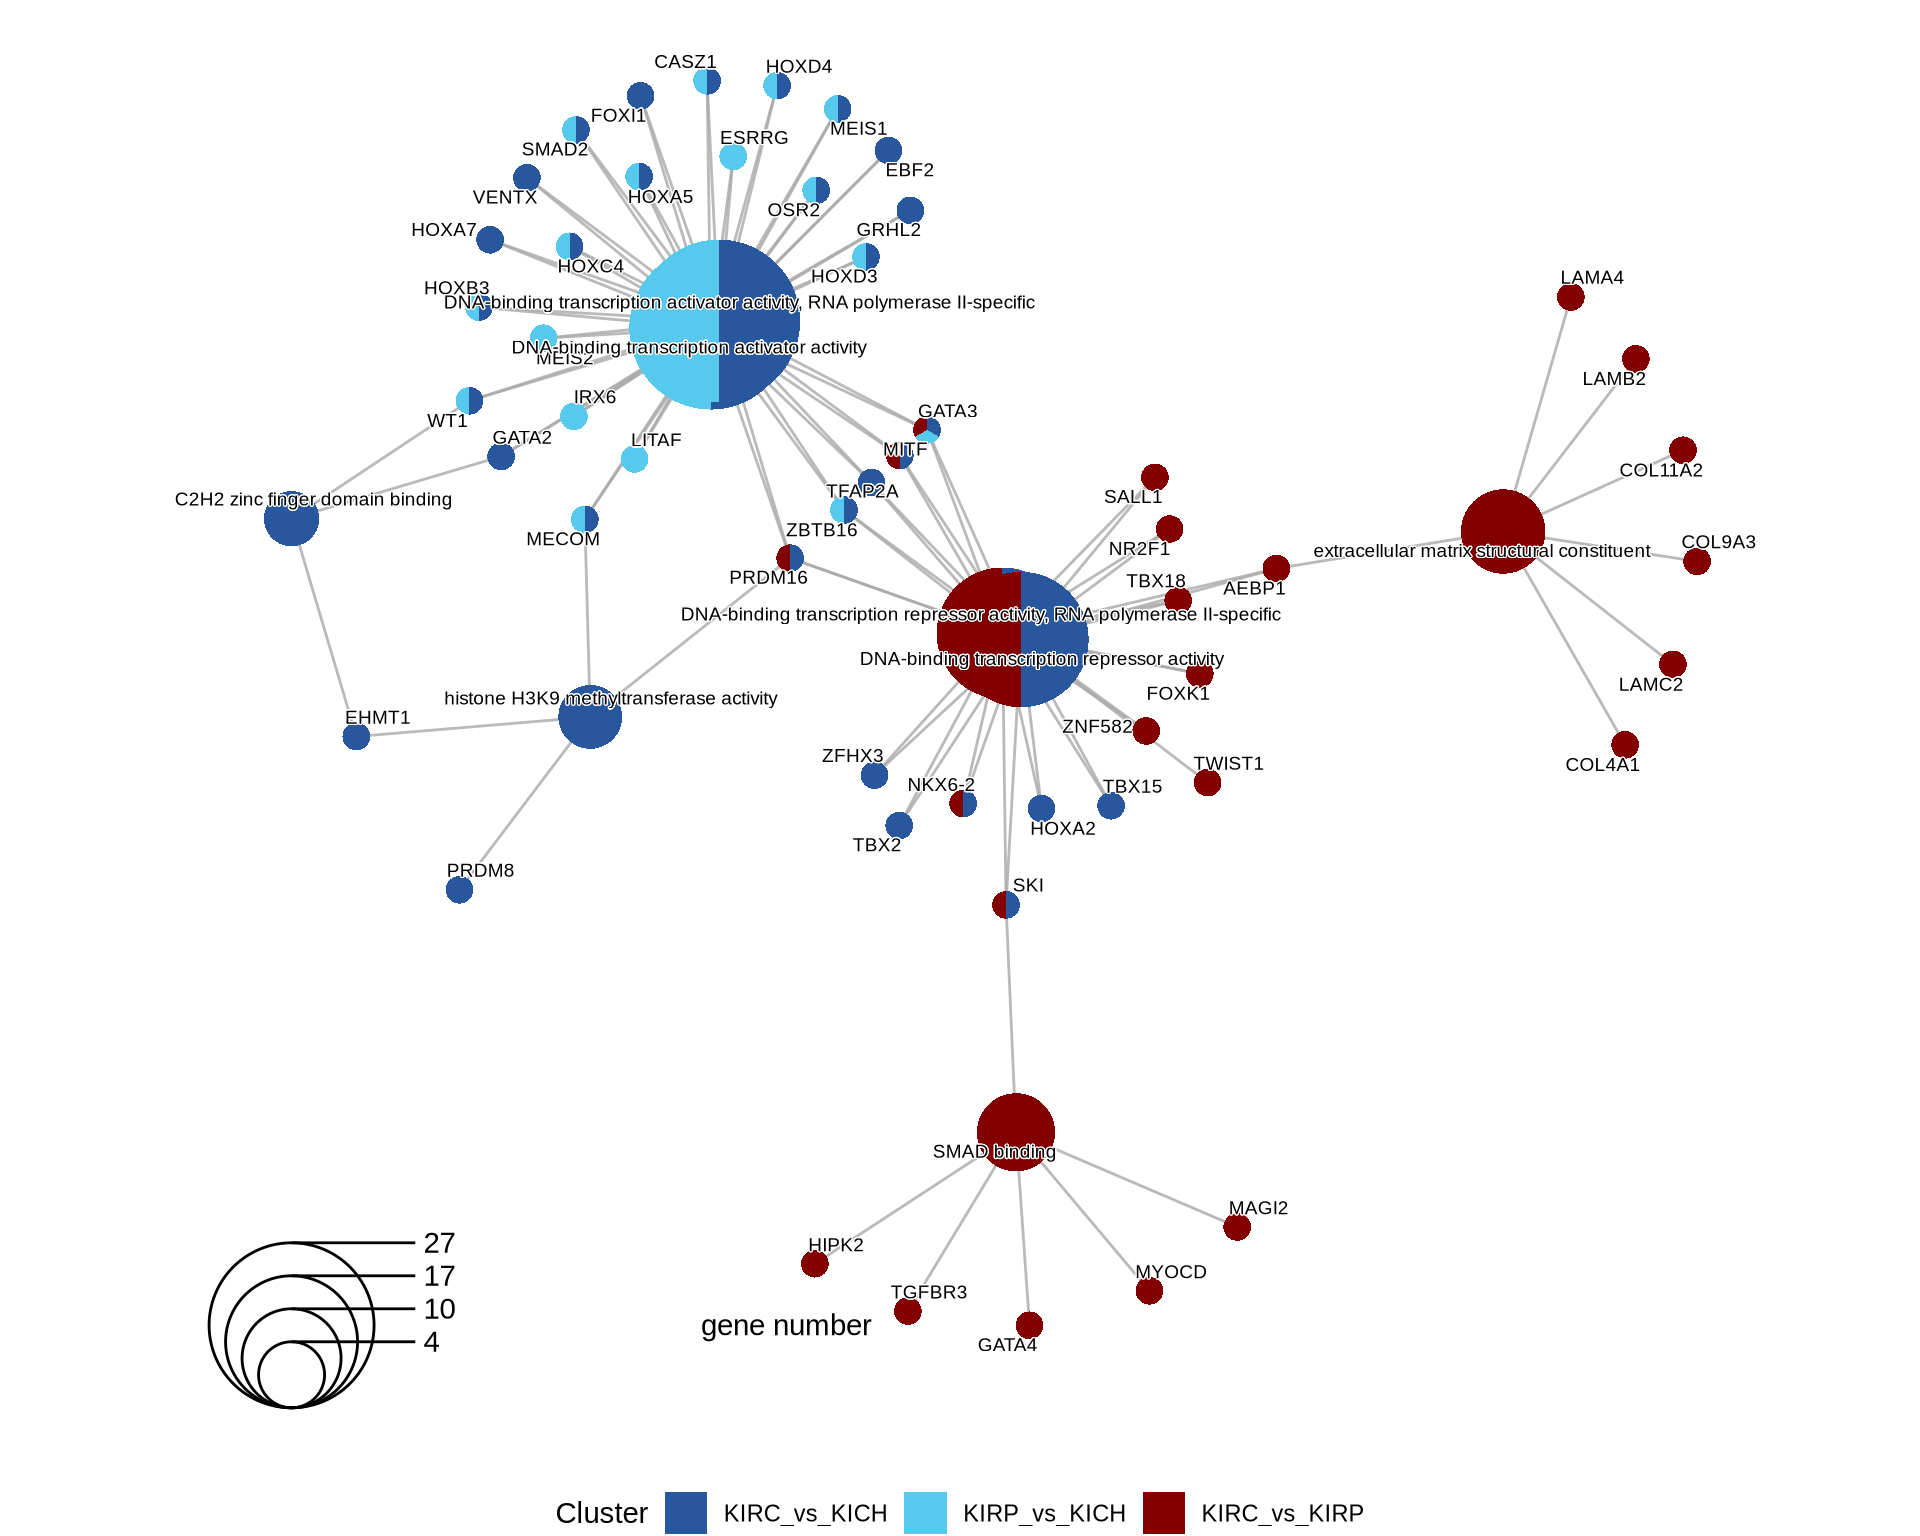 CASZ1
HOXD4
FOXI1
MEIS1
ESRRG
SMAD2
EBF2
HOXA5
VENTX
OSR2
HOXA7
GRHL2
HOXC4
HOXD3
LAMA4
HOXB3
DNA-binding transcription activator activity, RNA polymerase II-specific
DNA-binding transcription activator activity
MEIS2
LAMB2
IRX6
GATA3
WT1
GATA2
LITAF
MITF
COL11A2
TFAP2A
SALL1
C2H2 zinc finger domain binding
ZBTB16
MECOM
NR2F1
COL9A3
extracellular matrix structural constituent
PRDM16
TBX18
AEBP1
DNA-binding transcription repressor activity, RNA polymerase II-specific
DNA-binding transcription repressor activity
LAMC2
FOXK1
histone H3K9 methyltransferase activity
EHMT1
ZNF582
ZFHX3
TWIST1
COL4A1
NKX6-2
TBX15
HOXA2
TBX2
PRDM8
SKI
SMAD binding
MAGI2
HIPK2
MYOCD
TGFBR3
GATA4
27
17
10
4
gene number
Cluster KIRC_vs_KICH KIRP_vs_KICH KIRC_vs_KIRP